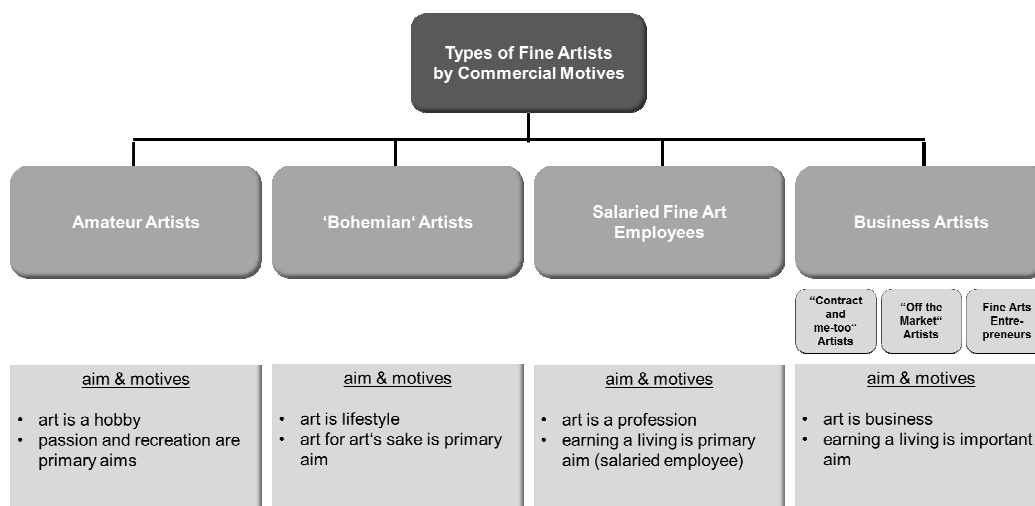 Types of Fine Artists
by Commercial Motives
Amateur Artists
‘Bohemian‘ Artists
Salaried Fine Art
Employees
Business Artists
“Contract
and
me-too“
Artists
“Off the
Market“
Artists
Fine Arts
Entre-
preneurs
aim & motives
• art is a hobby
• passion and recreation are
primary aims
aim & motives
• art is lifestyle
• art for art‘s sake is primary
aim
aim & motives
• art is a profession
• earning a living is primary
aim (salaried employee)
aim & motives
• art is business
• earning a living is important
aim